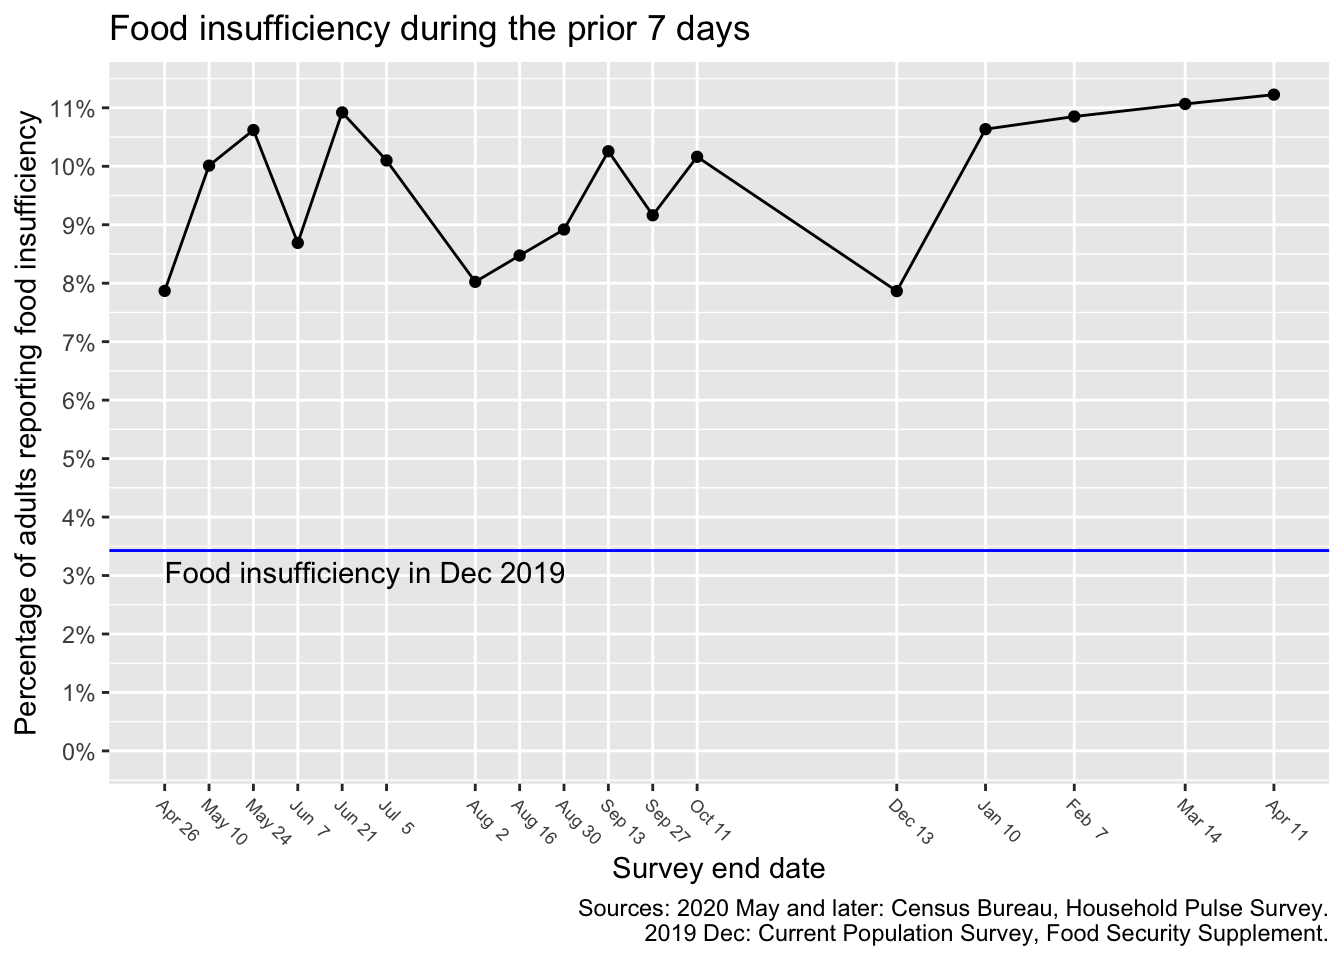 Food insufficiency during the prior 7 days
Percentage of adults reporting food insufficiency
11%
10%
9%
8%
7%
6%
5%
4%
3%
2%
1%
0%
Food insufficiency in Dec 2019
Apr 26
May 10
May 24
Jun 7
Jun 21
Jul 5
Aug 2
Aug 16
Aug 30
Sep 13
Sep 27
Oct 11
Dec 13
Jan 10
Feb 7
Mar 14
Apr 11
Survey end date
Sources: 2020 May and later: Census Bureau, Household Pulse Survey.
2019 Dec: Current Population Survey, Food Security Supplement.